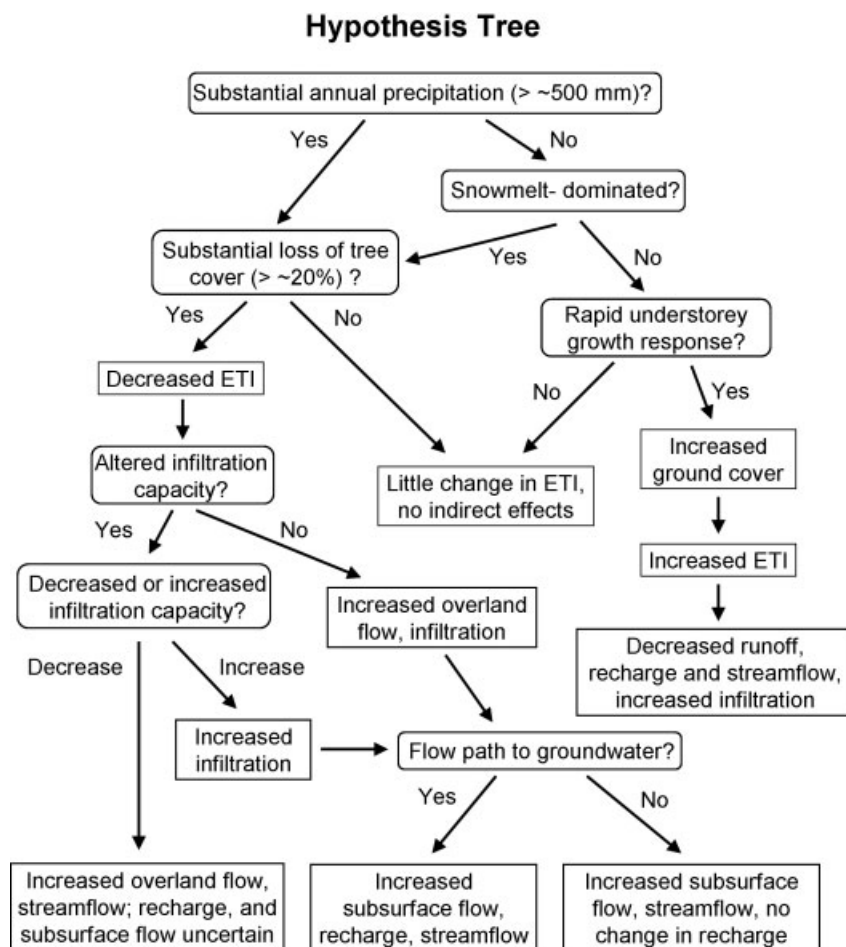 Hypothesis Tree
Substantial annual precipitation (> ~500 mm)?
Yes
No
Snowmelt- dominated?
Substantial loss of tree
cover (> ~20%) ?
Yes
No
Yes
No
Rapid understorey
growth response?
Decreased ETI
No
Yes
Altered infiltration
capacity?
Little change in ETI,
no indirect effects
Increased
ground cover
Yes
No
Increased ETI
Decreased or increased
infiltration capacity?
Increased overland
flow, infiltration
Decreased runoff,
recharge and streamflow,
increased infiltration
Decrease
Increase
Increased
infiltration
Flow path to groundwater?
Yes
No
Increased overland flow,
streamflow; recharge, and
subsurface flow uncertain
Increased
subsurface flow,
recharge, streamflow
Increased subsurface
flow, streamflow, no
change in recharge